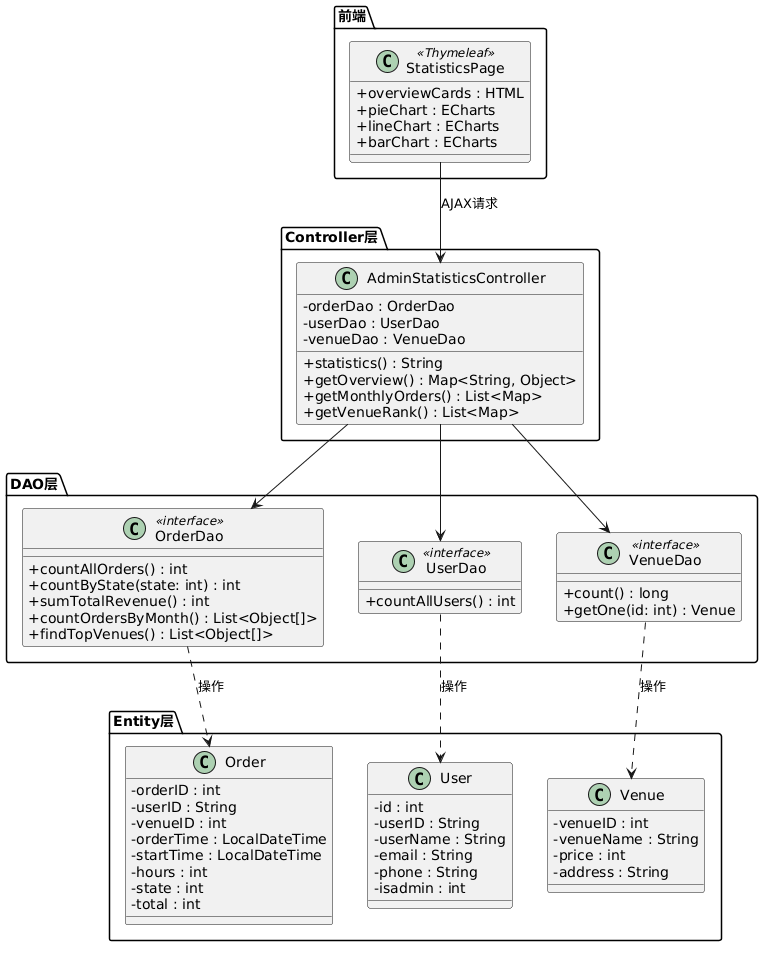 前端
C
«Thymeleaf»
StatisticsPage
+overviewCards : HTML
+pieChart : ECharts
+lineChart : ECharts
+barChart : ECharts
AJAX请求
Controller层
C AdminStatisticsController
-orderDao : OrderDao
-userDao : UserDao
-venueDao : VenueDao
+statistics() : String
+getOverview() : Map<String, Object>
+getMonthlyOrders() : List<Map>
+getVenueRank() : List<Map>
DAO层
C
«interface»
OrderDao
+countAllOrders() : int
+countByState(state: int) : int
+sumTotalRevenue() : int
+countOrdersByMonth() : List<Object[]>
+findTopVenues() : List<Object[]>
C
«interface»
UserDao
+countAllUsers() : int
C
«interface»
VenueDao
+count() : long
+getOne(id: int) : Venue
操作
操作
操作
Entity层
C Order
-orderID : int
-userID : String
-venueID : int
-orderTime : LocalDateTime
-startTime : LocalDateTime
-hours : int
-state : int
-total : int
C User
-id : int
-userID : String
-userName : String
-email : String
-phone : String
-isadmin : int
C Venue
-venueID : int
-venueName : String
-price : int
-address : String